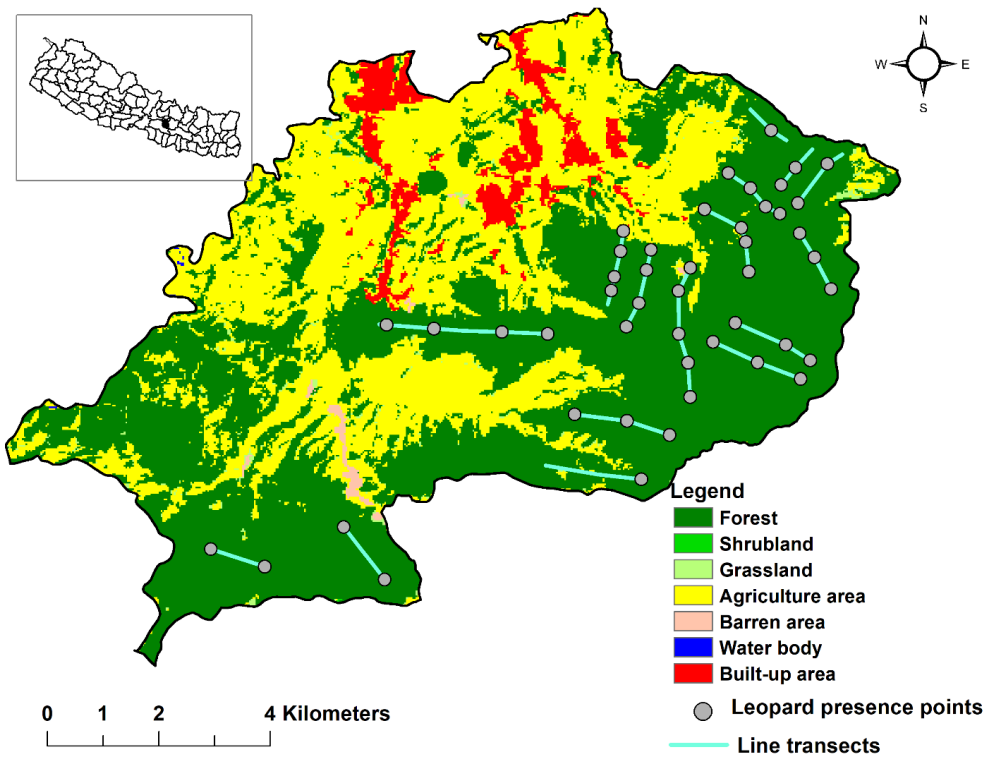 N
W E
S
Legend
Forest
Shrubland
Grassland
Agriculture area
Barren area
Water body
Built-up area
Leopard presence points
Line transects
0 1 2 4 Kilometers